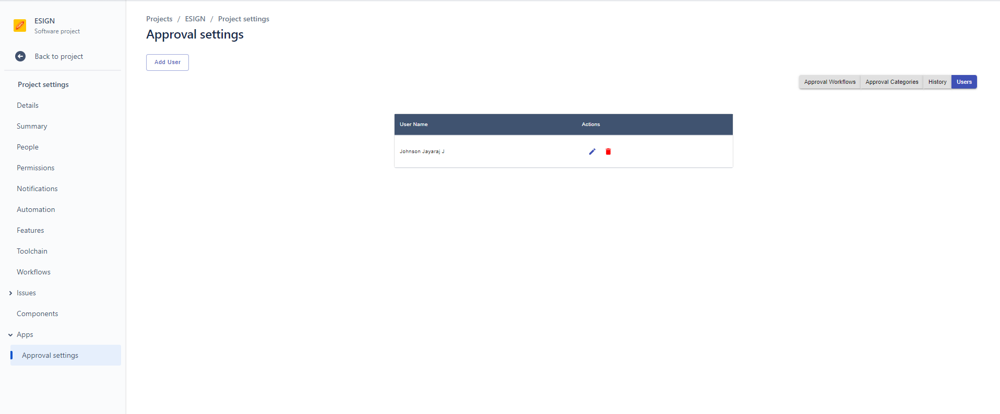 ESIGN
Software project
Back to project
Project settings
Details
Summary
People
Permissions
Notifications
Automation
Features
Toolchain
Workflows
Issues
Components
Apps
Approval settings
Projects / ESIGN / Project settings
Approval settings
Add User
Approval Workflows Approval Categories History Users
User Name Actions
Johnson Jayaraj J